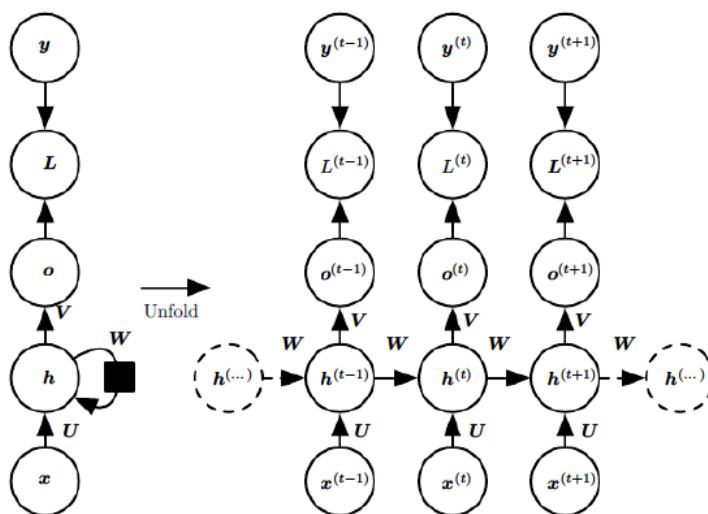 y y^(t−1) y^(t) y^(t+1)
L L^(t−1) L^(t) L^(t+1)
o o^(t−1) o^(t) o^(t+1)
Unfold
V V V V
W W W W W
h h^(...) h^(t−1) h^(t) h^(t+1) h^(...)
U U U U
x x^(t−1) x^(t) x^(t+1)